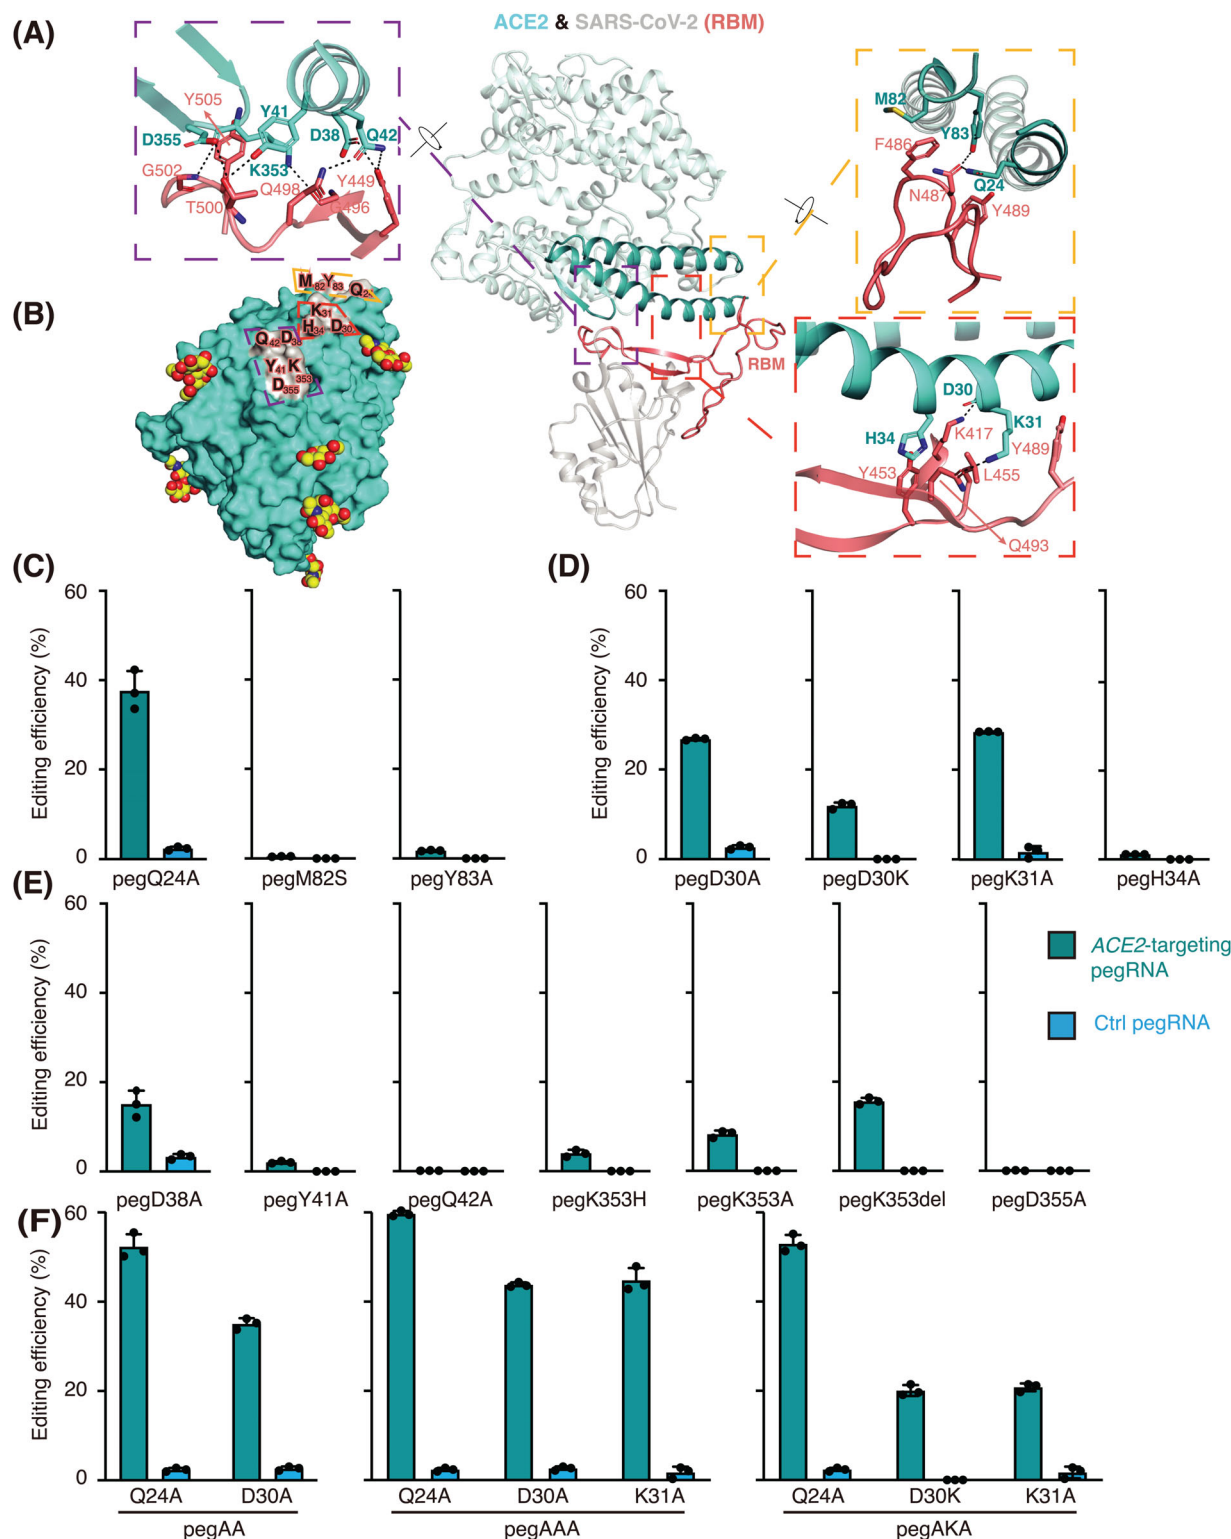 (A)
ACE2 & SARS-CoV-2 (RBM)
Y505
Y41
D355
D38
Q42
G502
K353
Q498
Y449
T500
G496
M82
Y83
F486
Q24
N487
Y489
RBM
D30
K31
H34
K417
Y489
Y453
L455
Q493
(B)
M82 Y83
K31
H34 D30
Q42 D38
Y41 K353
D355
(C)
Editing efficiency (%)
60
40
20
0
pegQ24A pegM82S pegY83A
(D)
Editing efficiency (%)
60
40
20
0
pegD30A pegD30K pegK31A pegH34A
(E)
Editing efficiency (%)
60
40
20
0
pegD38A pegY41A pegQ42A pegK353H pegK353A pegK353del pegD355A
ACE2-targeting
pegRNA
Ctrl pegRNA
(F)
Editing efficiency (%)
60
40
20
0
Q24A D30A Q24A D30A K31A Q24A D30K K31A
pegAA pegAAA pegAKA